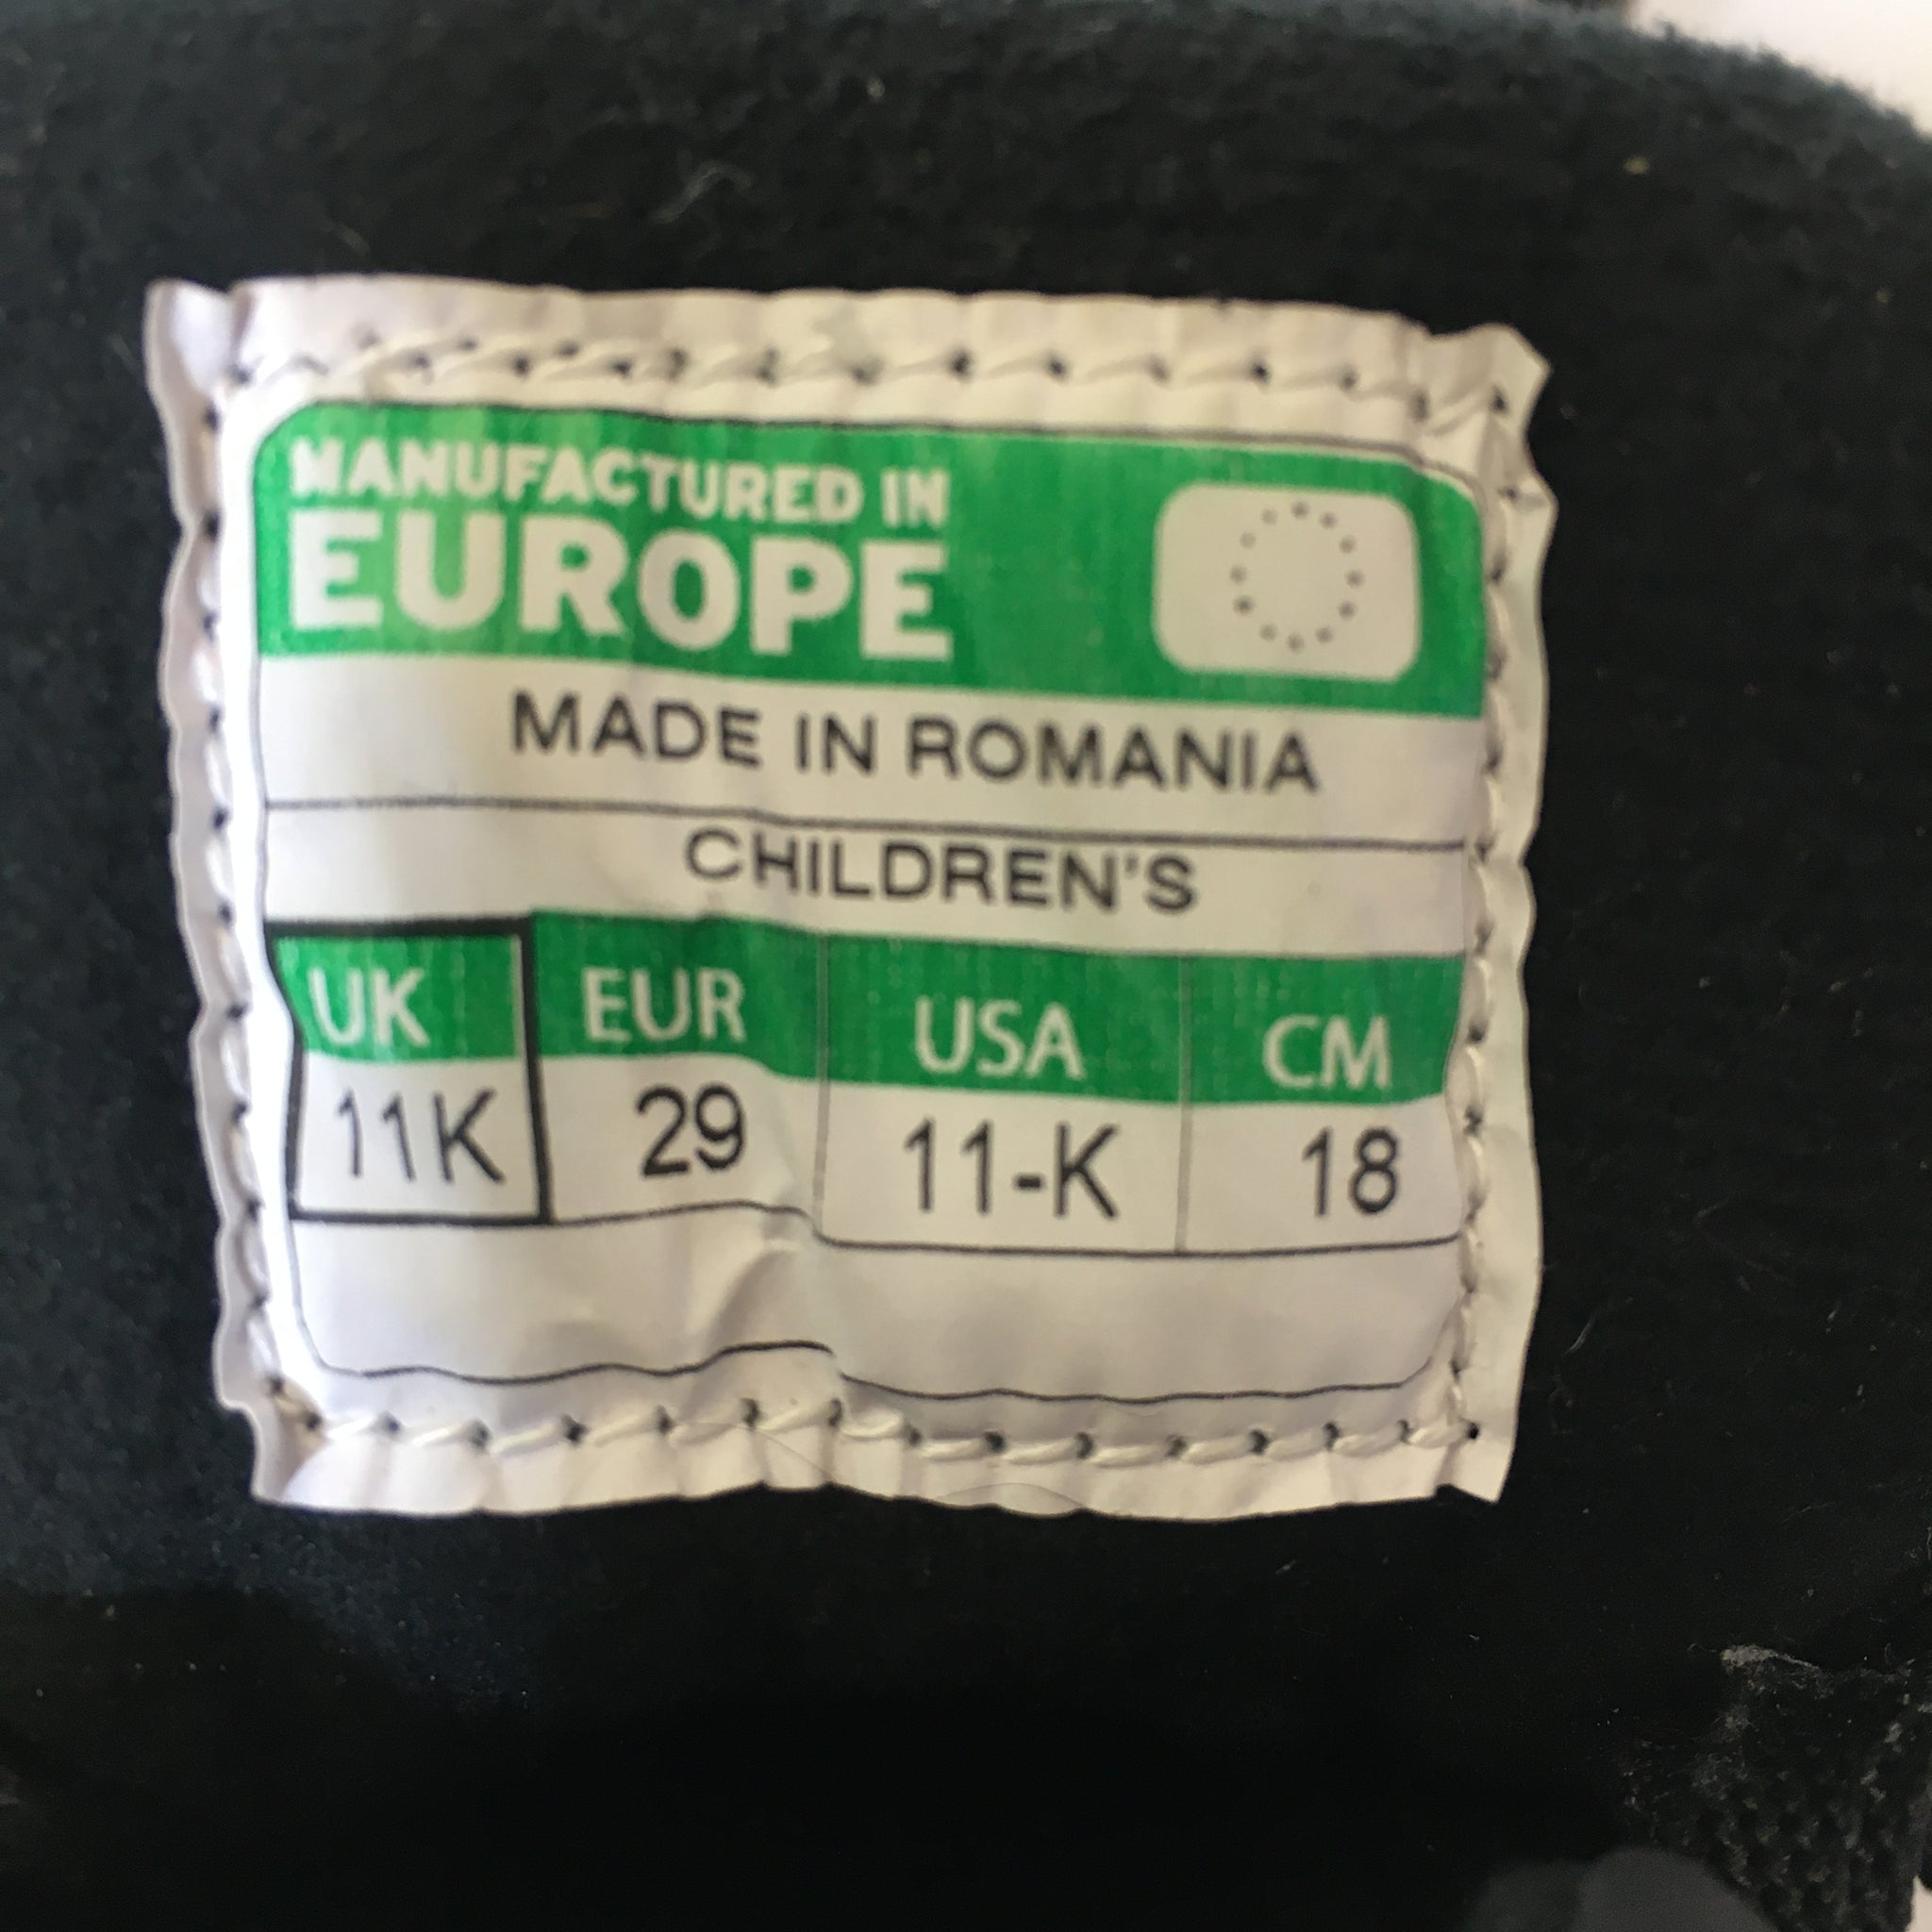 MANUFACTURED IN
EUROPE
MADE IN ROMANIA
CHILDREN'S
UK EUR USA CM
11K 29 11-K 18